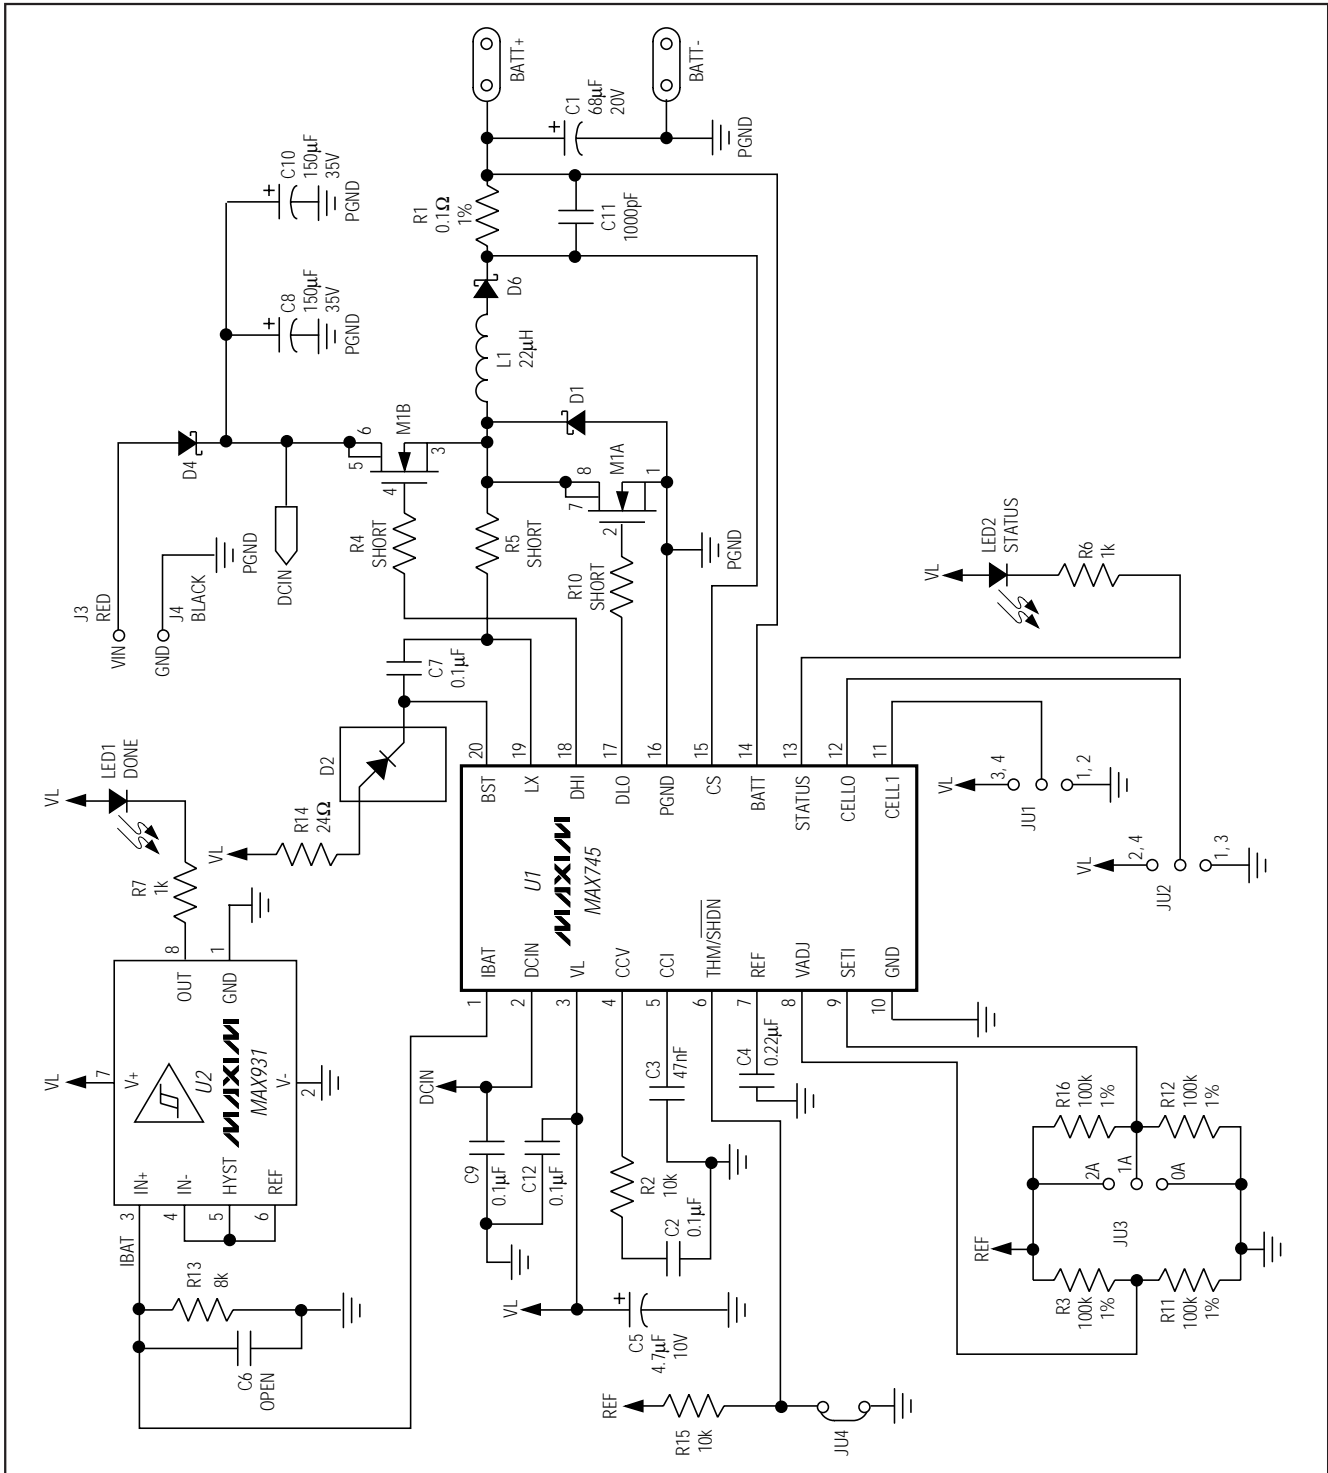 BATT+
BATT-
C1
68µF
20V
PGND
C10
150µF
35V
PGND
C8
150µF
35V
PGND
R1
0.1Ω
1%
C11
1000pF
D6
L1
22µH
D1
D4
6
5
M1B
4
3
8
7
M1A
2
1
J3
RED
VIN
J4
BLACK
GND
PGND
DCIN
R4
SHORT
R5
SHORT
R10
SHORT
PGND
C7
0.1µF
D2
R14
24Ω
VL
VL
LED1
DONE
R7
1k
VL
LED2
STATUS
R6
1k
VL
3, 4
JU1
1, 2
VL
2, 4
JU2
1, 3
20
19
18
17
16
15
14
13
12
11
BST
LX
DHI
DLO
PGND
CS
BATT
STATUS
CELLO
CELL1
U1
MAXIM
MAX745
IBAT
DCIN
VL
CCV
CCI
THM/SHDN
REF
VADJ
SETI
GND
1
2
3
4
5
6
7
8
9
10
8
OUT
1
GND
7
V+
U2
MAXIM
MAX931
V-
2
VL
IN+
IN-
HYST
REF
3
4
5
6
IBAT
R13
8k
C6
OPEN
DCIN
C9
0.1µF
C12
0.1µF
VL
C5
4.7µF
10V
R2
10k
C2
0.1µF
C3
47nF
C4
0.22µF
REF
R15
10k
JU4
REF
R16
100k
1%
R12
100k
1%
2A
1A
0A
JU3
R3
100k
1%
R11
100k
1%